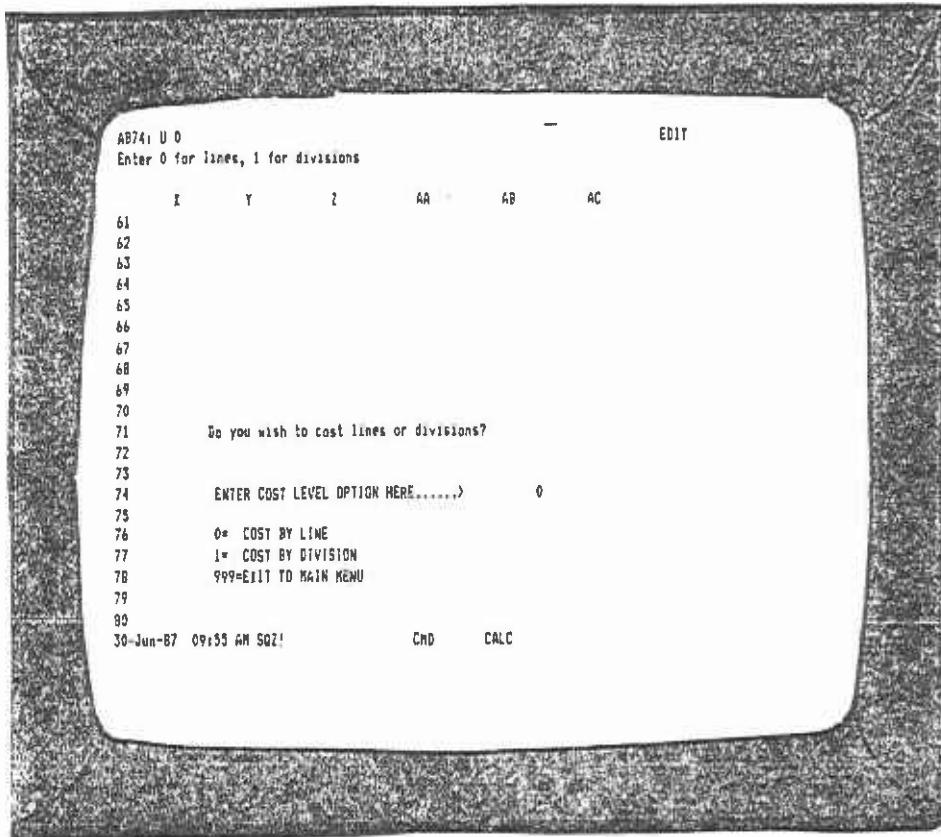 AB74: U 0 EDIT
Enter 0 for lines, 1 for divisions
X Y Z AA AB AC
61
62
63
64
65
66
67
68
69
70
71 Do you wish to cost lines or divisions?
72
73
74 ENTER COST LEVEL OPTION HERE......> 0
75
76 0= COST BY LINE
77 1= COST BY DIVISION
78 999=EXIT TO MAIN MENU
79
80
30-Jun-87 09:55 AM SQZ! CMD CALC